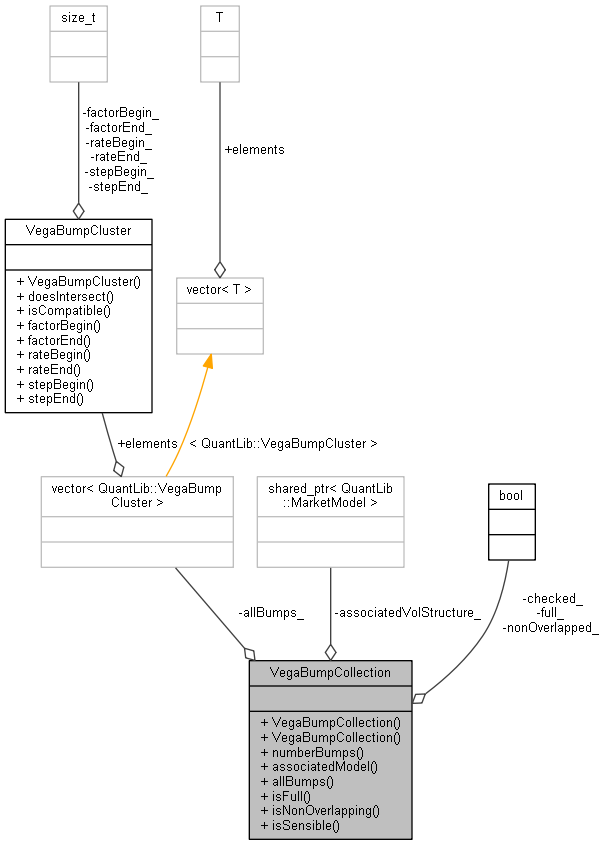 size_t
T
-factorBegin_
-factorEnd_
-rateBegin_
-rateEnd_
-stepBegin_
-stepEnd_
+elements
VegaBumpCluster
+ VegaBumpCluster()
+ doesIntersect()
+ isCompatible()
+ factorBegin()
+ factorEnd()
+ rateBegin()
+ rateEnd()
+ stepBegin()
+ stepEnd()
vector< T >
+elements
< QuantLib::VegaBumpCluster >
vector< QuantLib::VegaBump
Cluster >
shared_ptr< QuantLib
::MarketModel >
bool
-allBumps_
-associatedVolStructure_
-checked_
-full_
-nonOverlapped_
VegaBumpCollection
+ VegaBumpCollection()
+ VegaBumpCollection()
+ numberBumps()
+ associatedModel()
+ allBumps()
+ isFull()
+ isNonOverlapping()
+ isSensible()